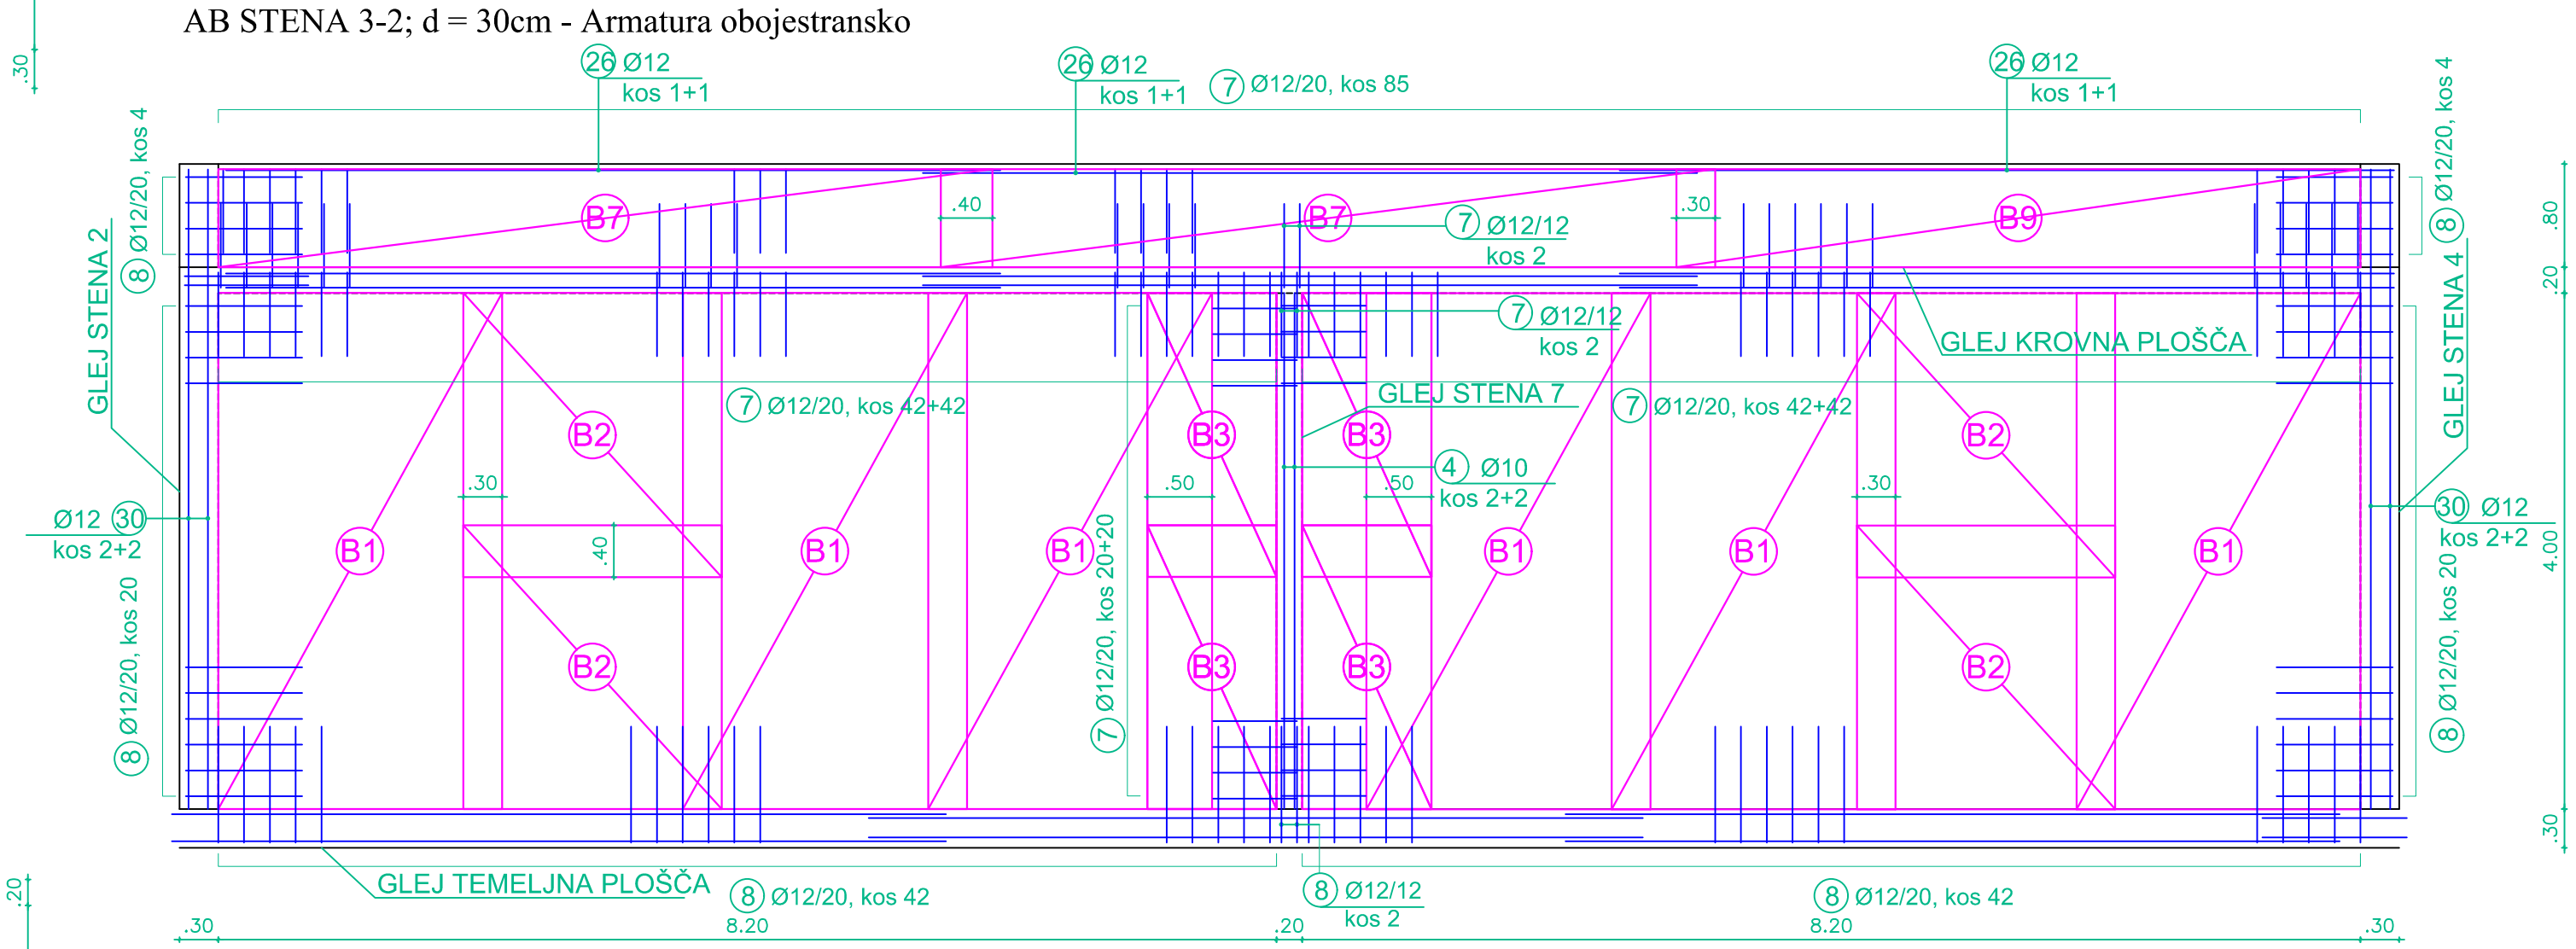 AB STENA 3-2; d = 30cm - Armatura obojestransko
.30
26 Ø12
kos 1+1
26 Ø12
kos 1+1
7 Ø12/20, kos 85
26 Ø12
kos 1+1
8 Ø12/20, kos 4
8 Ø12/20, kos 4
B7
.40
B7
7 Ø12/12
kos 2
.30
B9
.80
.20
GLEJ STENA 2
7 Ø12/12
kos 2
GLEJ KROVNA PLOŠČA
GLEJ STENA 4
7 Ø12/20, kos 42+42
GLEJ STENA 7
7 Ø12/20, kos 42+42
B2
B3
B3
B2
.30
.50
.50
4 Ø10
kos 2+2
.30
Ø12 30
kos 2+2
30 Ø12
kos 2+2
B1
.40
B1
B1
B1
B1
B1
4.00
8 Ø12/20, kos 20
7 Ø12/20, kos 20+20
8 Ø12/20, kos 20
B2
B3
B3
B2
.30
GLEJ TEMELJNA PLOŠČA
8 Ø12/20, kos 42
8 Ø12/12
kos 2
8 Ø12/20, kos 42
.20
.30
8.20
.20
8.20
.30